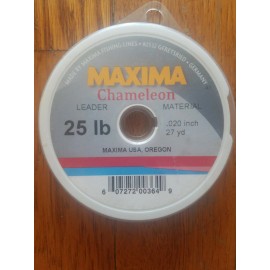 MAXIMA
Chameleon
LEADER MATERIAL
25 lb
.020 inch
27 yd
MAXIMA USA, OREGON